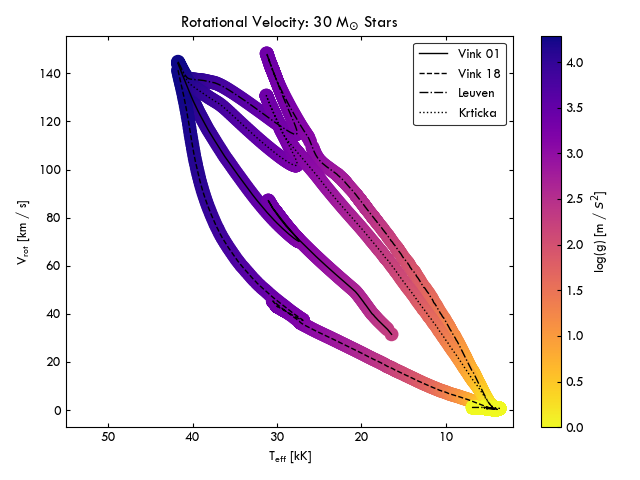 Rotational Velocity: 30 M⊙ Stars
Vink 01
Vink 18
Leuven
Krticka
140
120
100
80
60
40
20
0
V_rot [km / s]
50
40
30
20
10
T_eff [kK]
4.0
3.5
3.0
2.5
2.0
1.5
1.0
0.5
0.0
log(g) [m / S²]